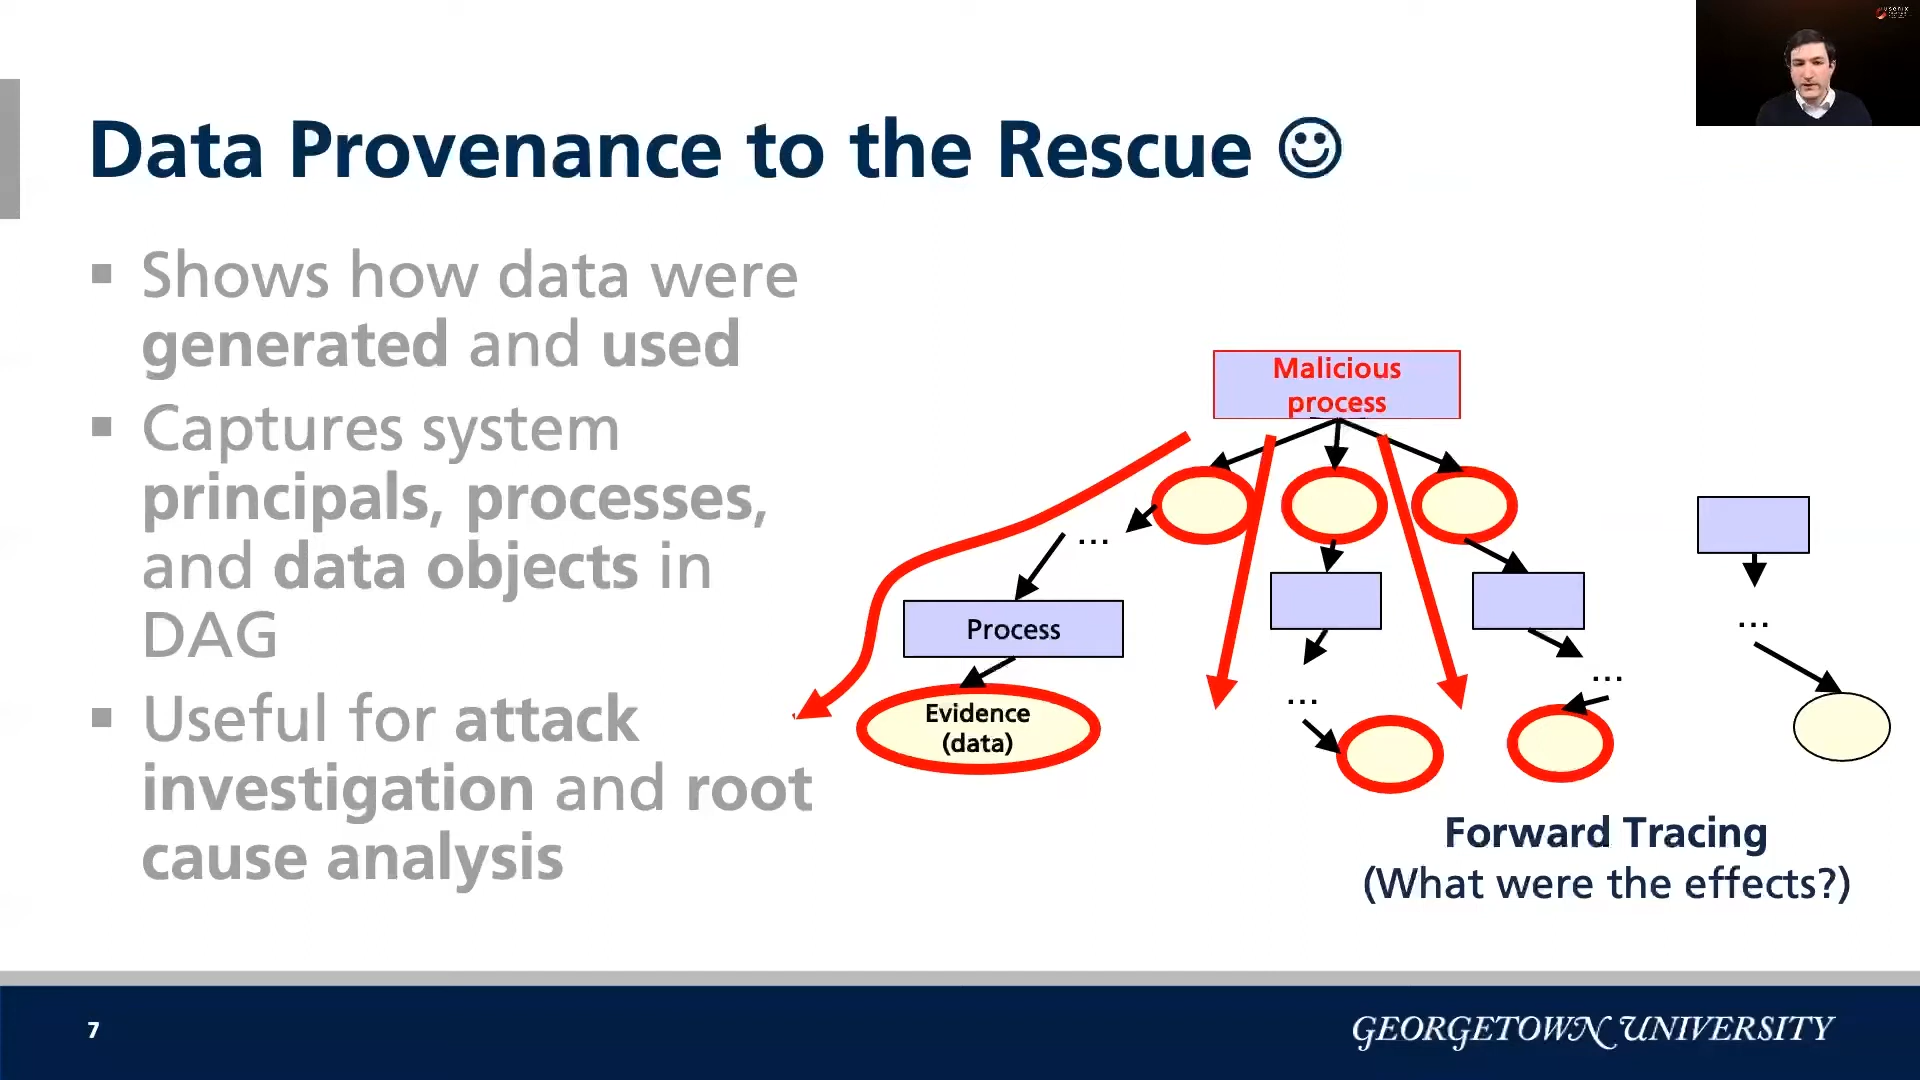 Data Provenance to the Rescue ☺
▪ Shows how data were
generated and used
▪ Captures system
principals, processes,
and data objects in
DAG
▪ Useful for attack
investigation and root
cause analysis
Malicious
process
...
Process
Evidence
(data)
...
...
...
Forward Tracing
(What were the effects?)
7
GEORGETOWN UNIVERSITY